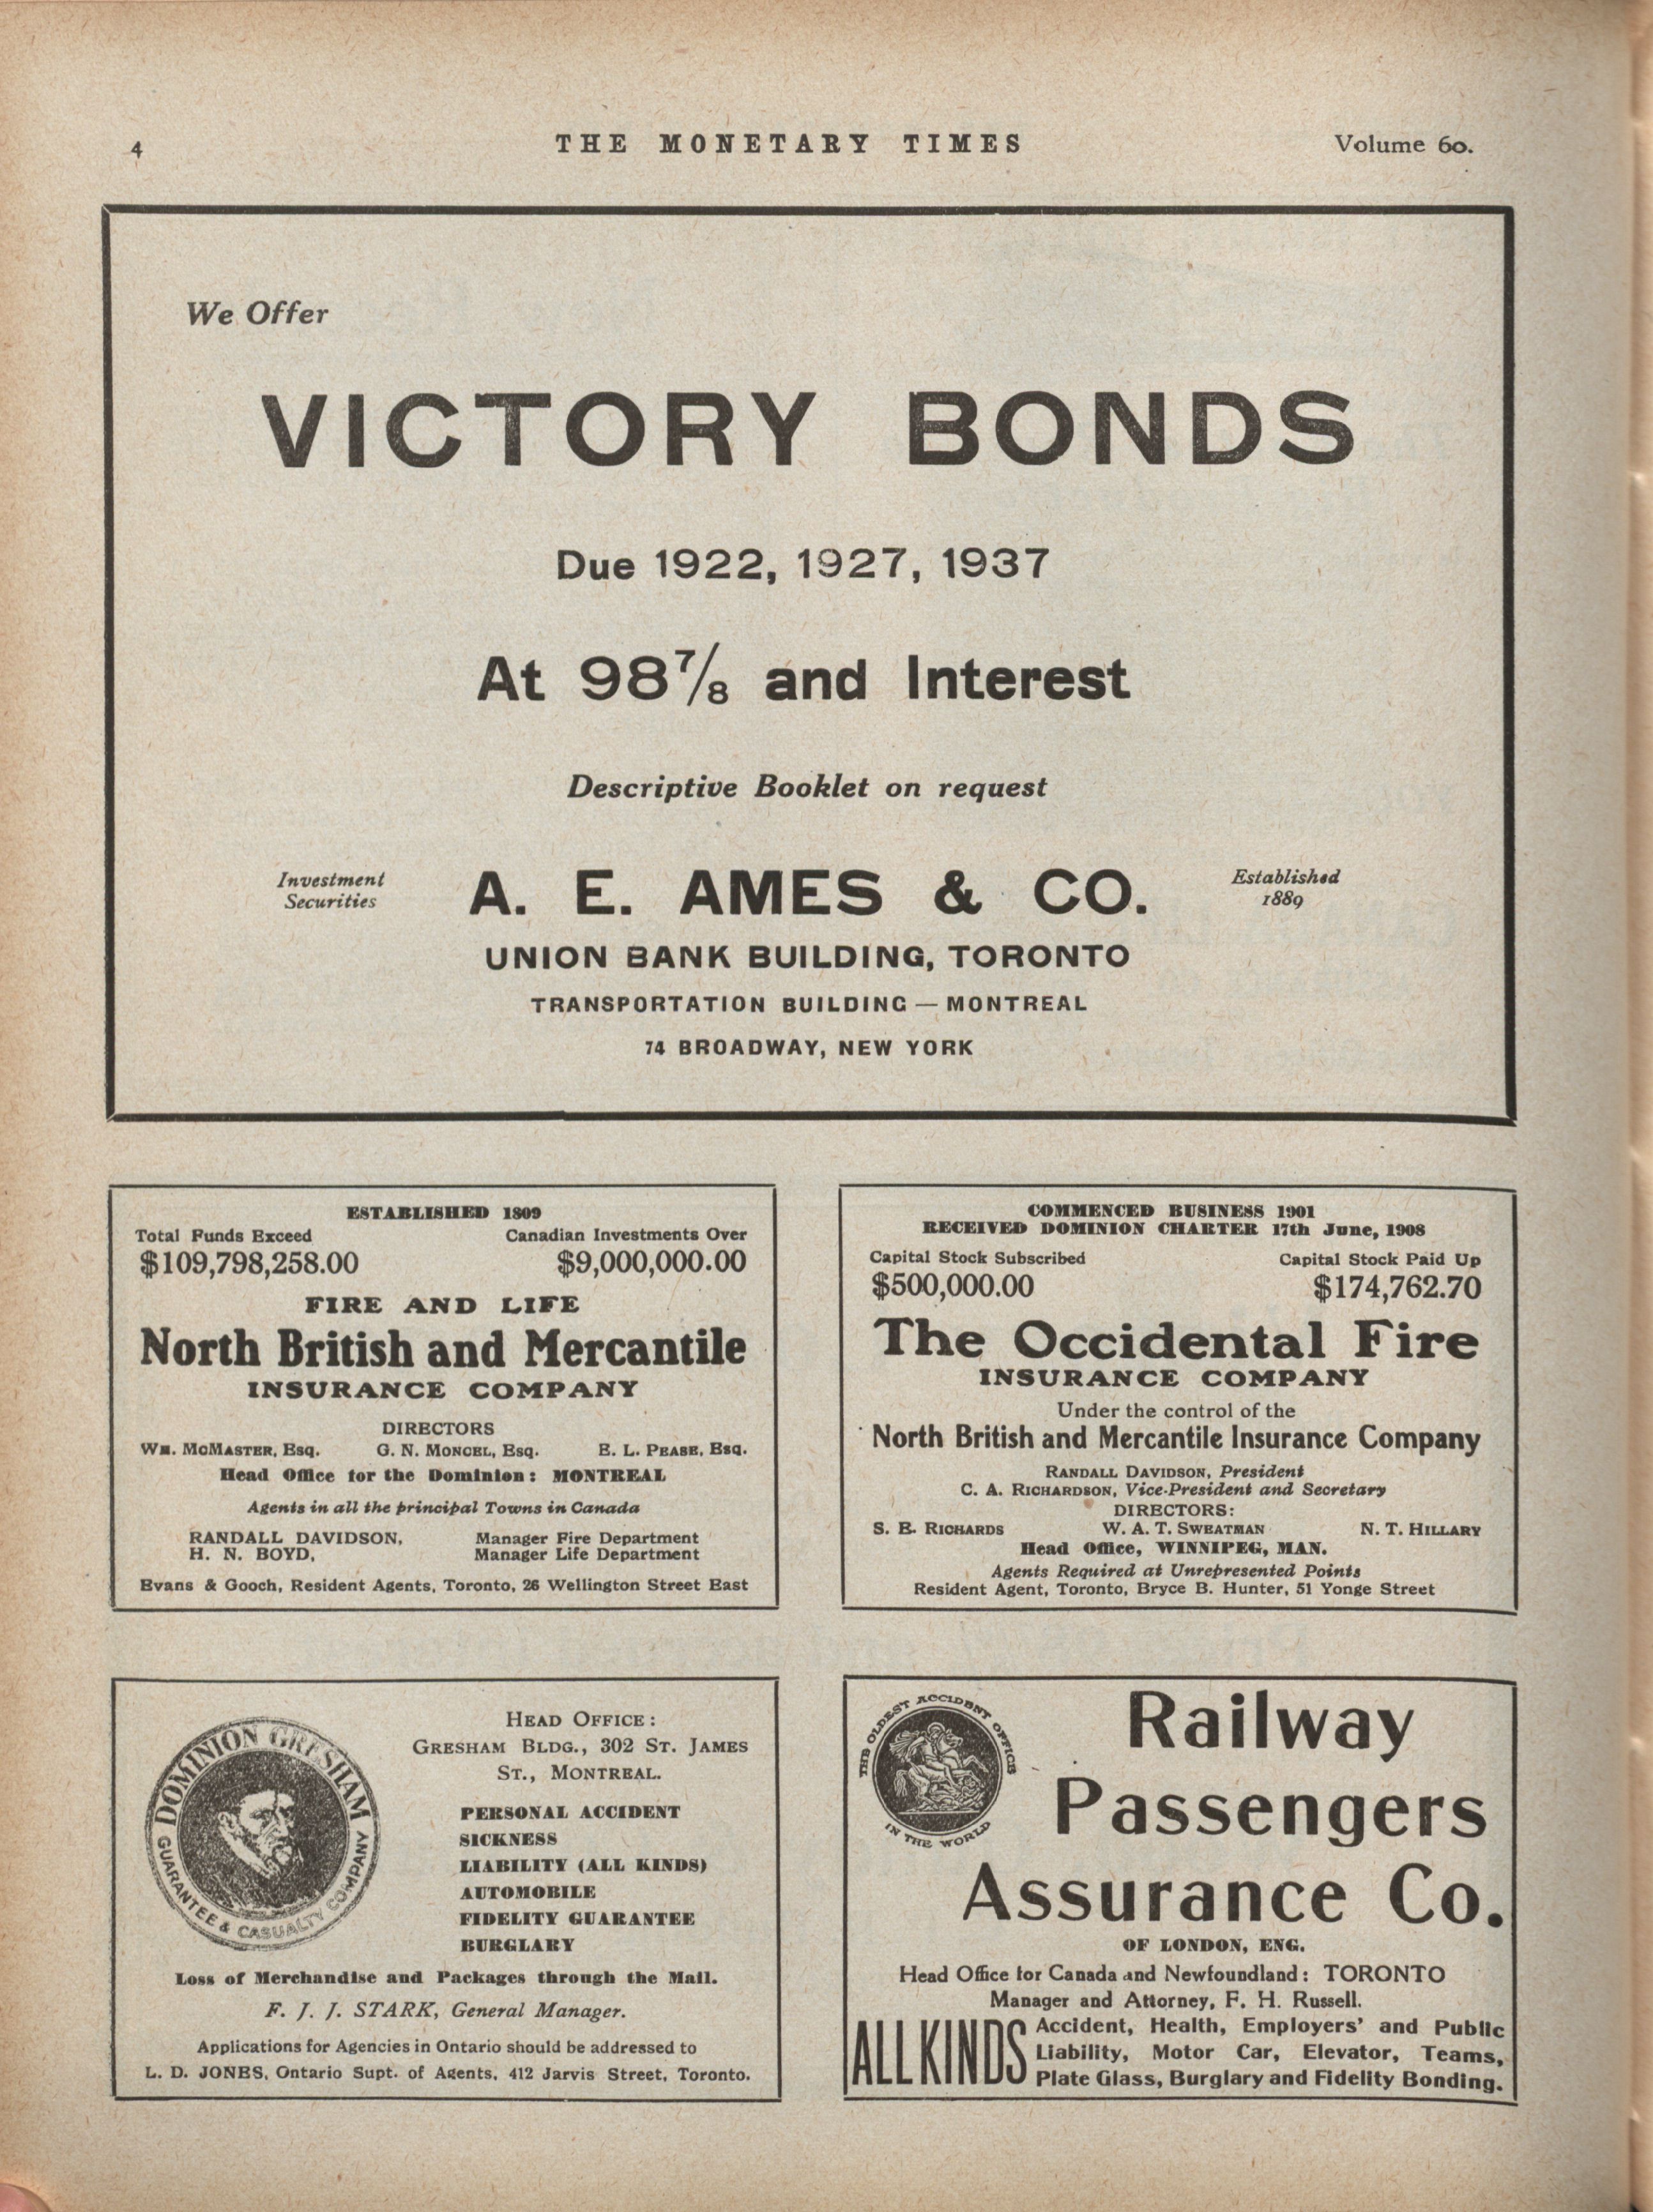 4
THE MONETARY TIMES
Volume 60.
We Offer
VICTORY BONDS
Due 1922, 1927, 1937
At 98⅞ and Interest
Descriptive Booklet on request
Investment
Securities
A. E. AMES & CO.
Established
1889
UNION BANK BUILDING, TORONTO
TRANSPORTATION BUILDING — MONTREAL
74 BROADWAY, NEW YORK
ESTABLISHED 1809
Total Funds Exceed
Canadian Investments Over
$109,798,258.00
$9,000,000.00
FIRE AND LIFE
North British and Mercantile
INSURANCE COMPANY
DIRECTORS
WM. MCMASTER, Esq. G. N. MONCEL, Esq. E. L. PEASE, Esq.
Head Office for the Dominion: MONTREAL
Agents in all the principal Towns in Canada
RANDALL DAVIDSON, Manager Fire Department
H. N. BOYD, Manager Life Department
Evans & Gooch, Resident Agents, Toronto, 26 Wellington Street East
COMMENCED BUSINESS 1901
RECEIVED DOMINION CHARTER 17th June, 1908
Capital Stock Subscribed
Capital Stock Paid Up
$500,000.00
$174,762.70
The Occidental Fire
INSURANCE COMPANY
Under the control of the
North British and Mercantile Insurance Company
RANDALL DAVIDSON, President
C. A. RICHARDSON, Vice-President and Secretary
DIRECTORS:
S. E. RICHARDS W. A. T. SWEATMAN N. T. HILLARY
Head Office, WINNIPEG, MAN.
Agents Required at Unrepresented Points
Resident Agent, Toronto, Bryce B. Hunter, 51 Yonge Street
DOMINION GRESHAM
GUARANTEE & CASUALTY COMPANY
HEAD OFFICE:
GRESHAM BLDG., 302 ST. JAMES
ST., MONTREAL.
PERSONAL ACCIDENT
SICKNESS
LIABILITY (ALL KINDS)
AUTOMOBILE
FIDELITY GUARANTEE
BURGLARY
Loss of Merchandise and Packages through the Mail.
F. J. J. STARK, General Manager.
Applications for Agencies in Ontario should be addressed to
L. D. JONES, Ontario Supt. of Agents, 412 Jarvis Street, Toronto.
THE OLDEST ACCIDENT OFFICE
IN THE WORLD
Railway
Passengers
Assurance Co.
OF LONDON, ENG.
Head Office for Canada and Newfoundland: TORONTO
Manager and Attorney, F. H. Russell.
ALL KINDS
Accident, Health, Employers' and Public
Liability, Motor Car, Elevator, Teams,
Plate Glass, Burglary and Fidelity Bonding.